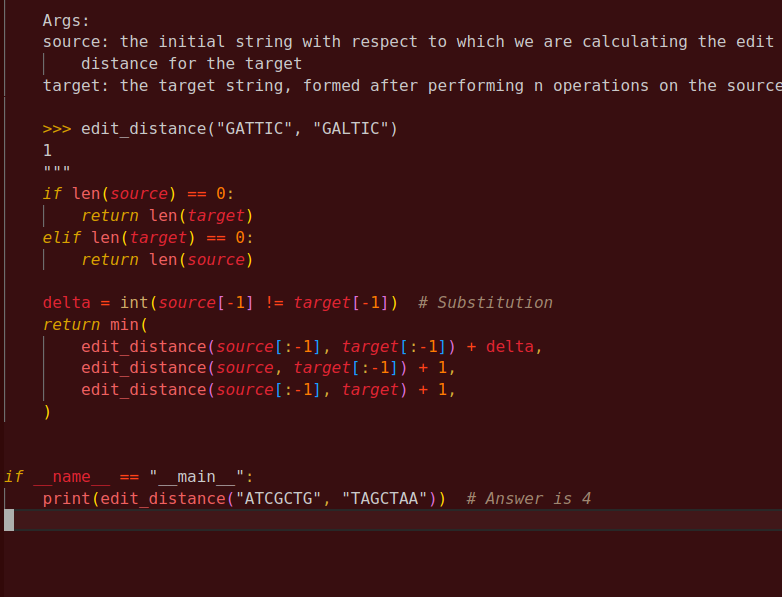 Args:
source: the initial string with respect to which we are calculating the edit
distance for the target
target: the target string, formed after performing n operations on the source
>>> edit_distance("GATTIC", "GALTIC")
1
"""
if len(source) == 0:
return len(target)
elif len(target) == 0:
return len(source)
delta = int(source[-1] != target[-1])  # Substitution
return min(
edit_distance(source[:-1], target[:-1]) + delta,
edit_distance(source, target[:-1]) + 1,
edit_distance(source[:-1], target) + 1,
)
if __name__ == "__main__":
print(edit_distance("ATCGCTG", "TAGCTAA"))  # Answer is 4